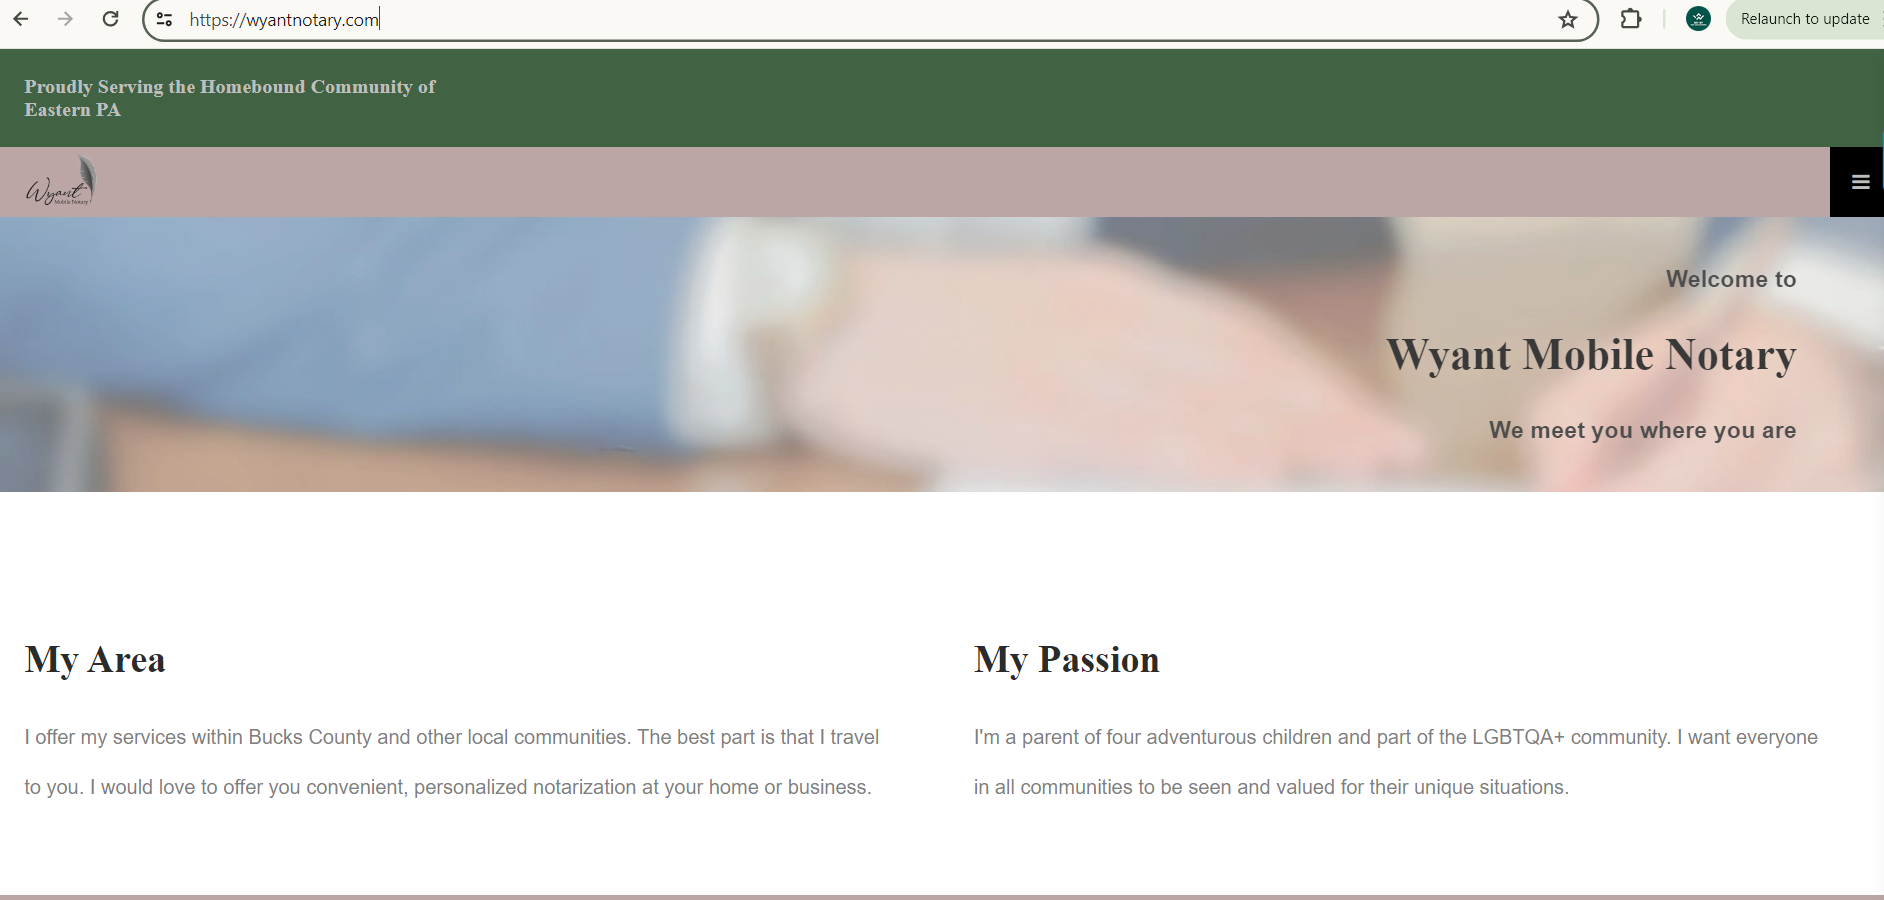 https://wyantnotary.com
Relaunch to update
Proudly Serving the Homebound Community of
Eastern PA
Wyant
Mobile Notary
Welcome to
Wyant Mobile Notary
We meet you where you are
My Area
I offer my services within Bucks County and other local communities. The best part is that I travel
to you. I would love to offer you convenient, personalized notarization at your home or business.
My Passion
I'm a parent of four adventurous children and part of the LGBTQA+ community. I want everyone
in all communities to be seen and valued for their unique situations.